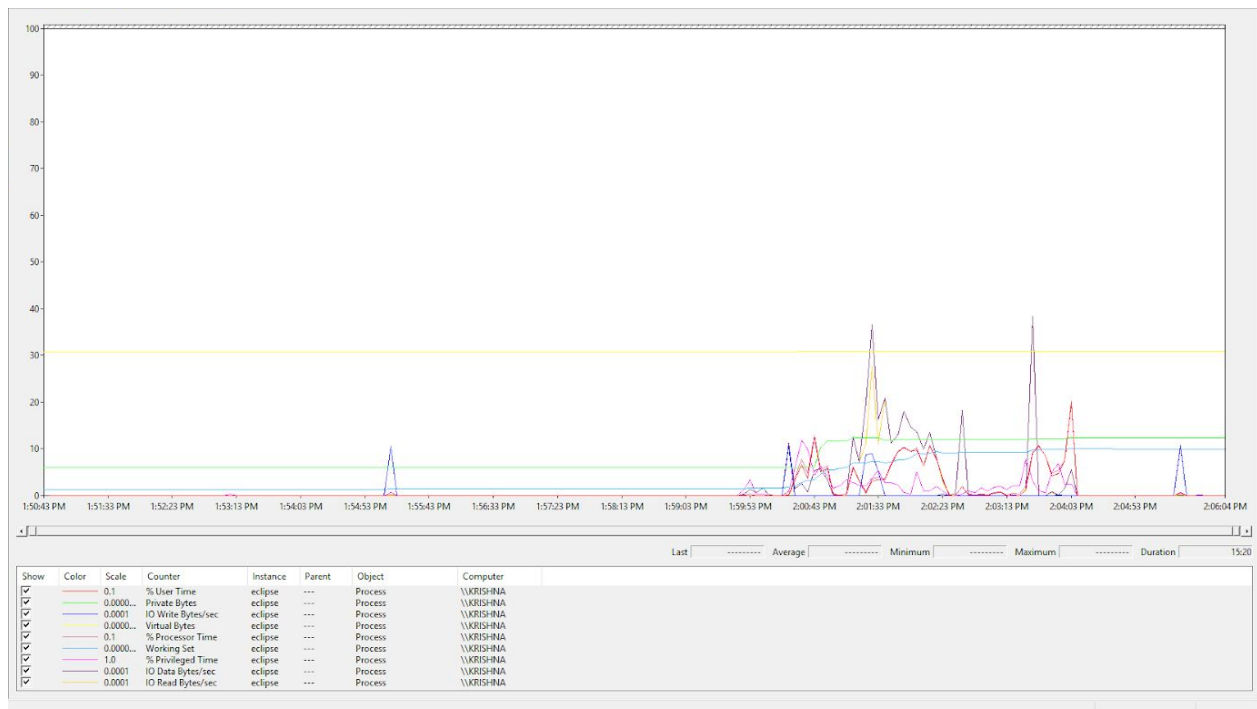 100
90
80
70
60
50
40
30
20
10
0
1:50:43 PM 1:51:33 PM 1:52:23 PM 1:53:13 PM 1:54:03 PM 1:54:53 PM 1:55:43 PM 1:56:33 PM 1:57:23 PM 1:58:13 PM 1:59:03 PM 1:59:53 PM 2:00:43 PM 2:01:33 PM 2:02:23 PM 2:03:13 PM 2:04:03 PM 2:04:53 PM 2:06:04 PM
Last --------- Average --------- Minimum --------- Maximum --------- Duration 15:20
Show Color Scale Counter Instance Parent Object Computer
0.1 % User Time eclipse --- Process \\KRISHNA
0.0000... Private Bytes eclipse --- Process \\KRISHNA
0.0001 IO Write Bytes/sec eclipse --- Process \\KRISHNA
0.0000... Virtual Bytes eclipse --- Process \\KRISHNA
0.1 % Processor Time eclipse --- Process \\KRISHNA
0.0000... Working Set eclipse --- Process \\KRISHNA
1.0 % Privileged Time eclipse --- Process \\KRISHNA
0.0001 IO Data Bytes/sec eclipse --- Process \\KRISHNA
0.0001 IO Read Bytes/sec eclipse --- Process \\KRISHNA